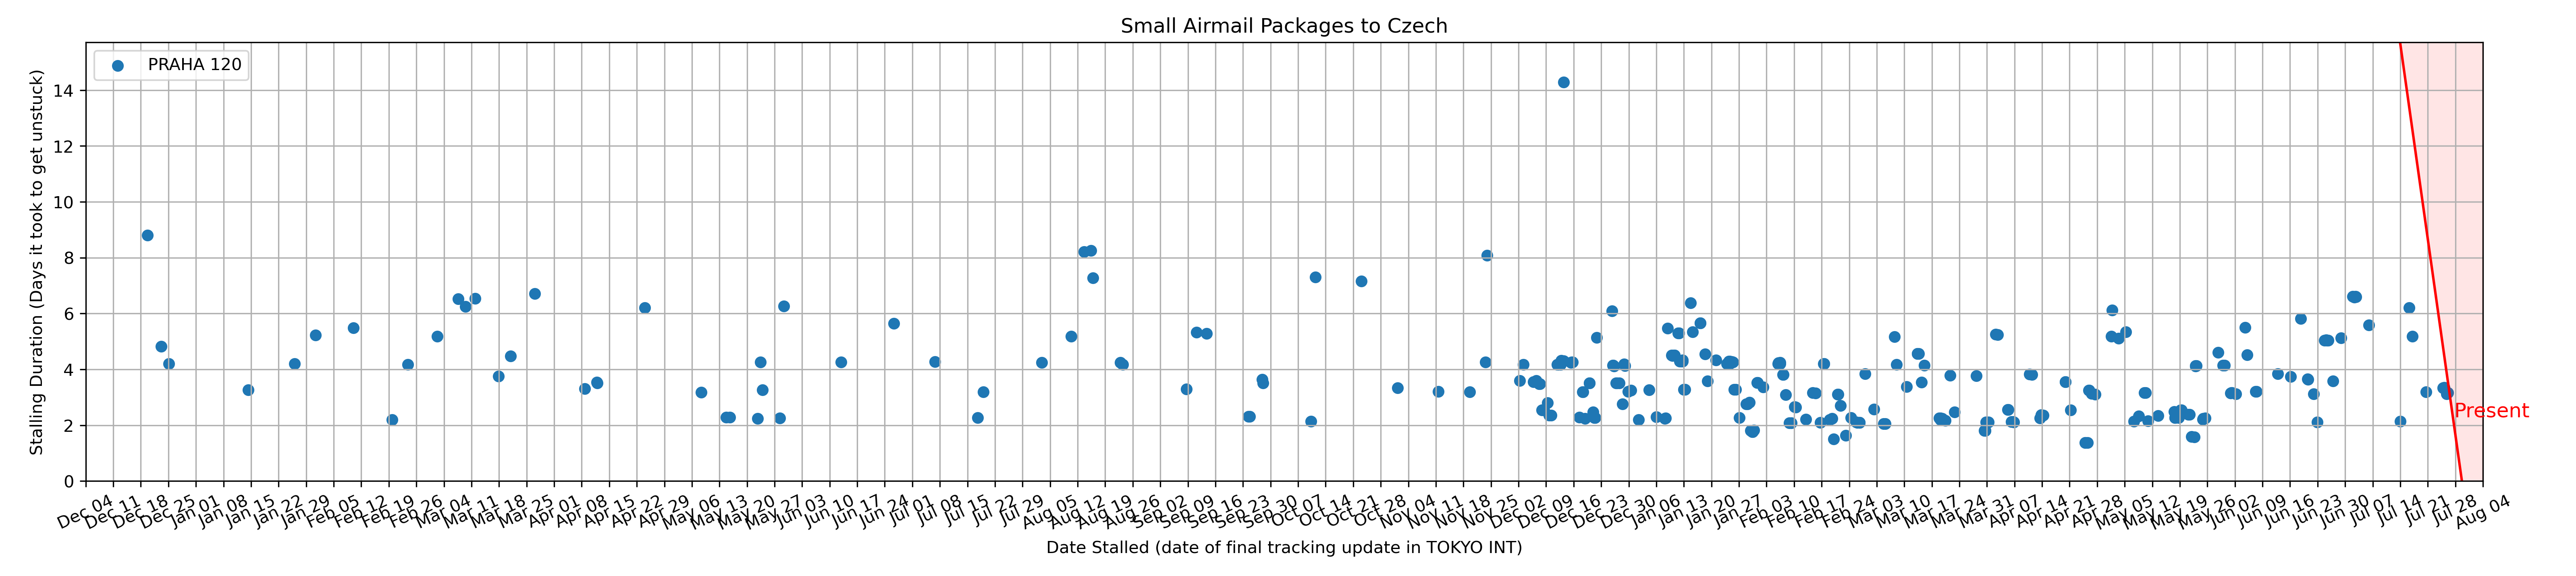 Small Airmail Packages to Czech
PRAHA 120
Stalling Duration (Days it took to get unstuck)
14
12
10
8
6
4
2
0
Present
Dec 04
Dec 11
Dec 18
Dec 25
Jan 01
Jan 08
Jan 15
Jan 22
Jan 29
Feb 05
Feb 12
Feb 19
Feb 26
Mar 04
Mar 11
Mar 18
Mar 25
Apr 01
Apr 08
Apr 15
Apr 22
Apr 29
May 06
May 13
May 20
May 27
Jun 03
Jun 10
Jun 17
Jun 24
Jul 01
Jul 08
Jul 15
Jul 22
Jul 29
Aug 05
Aug 12
Aug 19
Aug 26
Sep 02
Sep 09
Sep 16
Sep 23
Sep 30
Oct 07
Oct 14
Oct 21
Oct 28
Nov 04
Nov 11
Nov 18
Nov 25
Dec 02
Dec 09
Dec 16
Dec 23
Dec 30
Jan 06
Jan 13
Jan 20
Jan 27
Feb 03
Feb 10
Feb 17
Feb 24
Mar 03
Mar 10
Mar 17
Mar 24
Mar 31
Apr 07
Apr 14
Apr 21
Apr 28
May 05
May 12
May 19
May 26
Jun 02
Jun 09
Jun 16
Jun 23
Jun 30
Jul 07
Jul 14
Jul 21
Jul 28
Aug 04
Date Stalled (date of final tracking update in TOKYO INT)